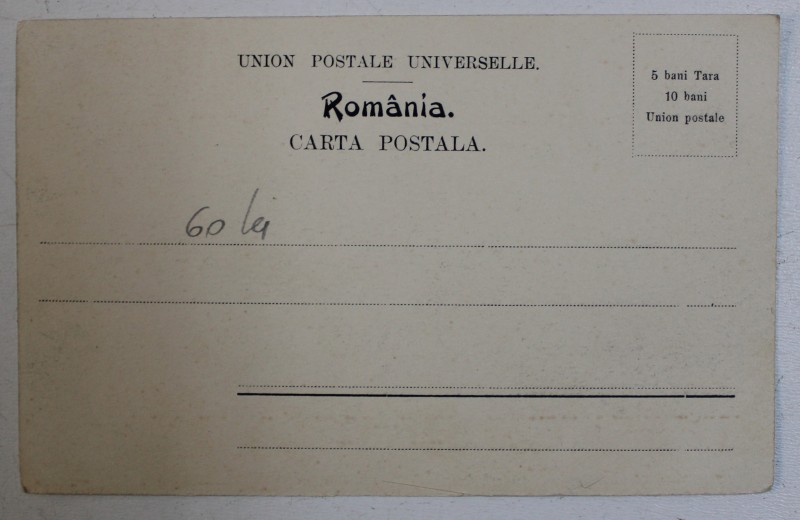 UNION POSTALE UNIVERSELLE.
România.
CARTA POSTALA.
5 bani Tara
10 bani
Union postale
60 lei